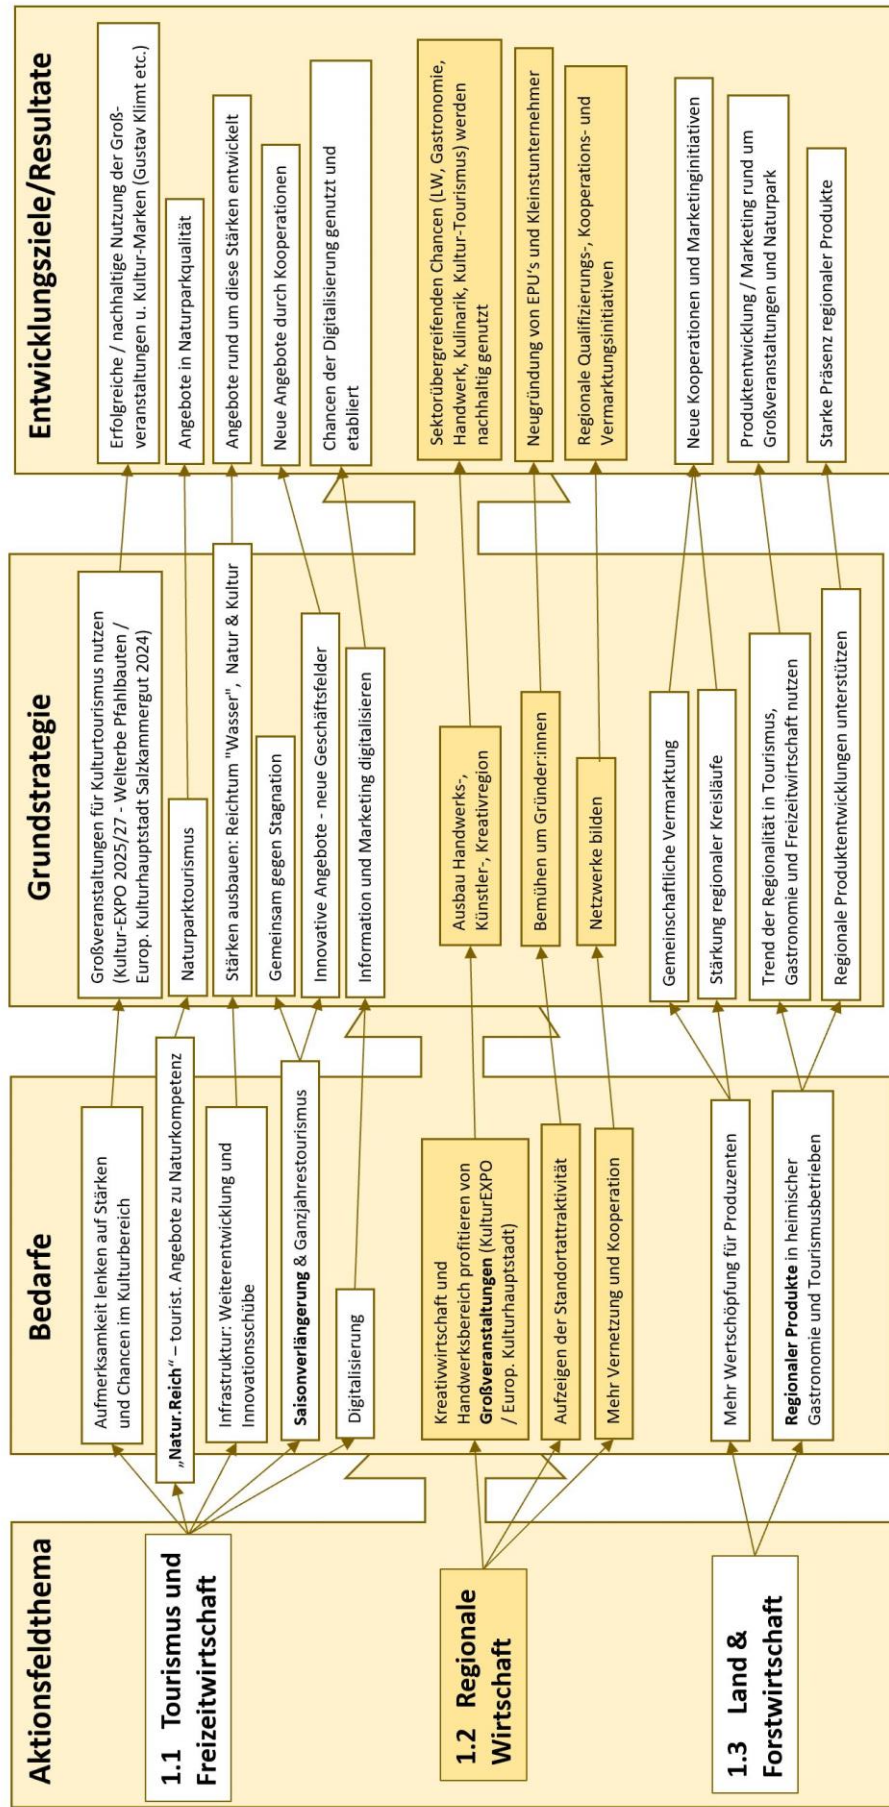 Aktionsfeldthema
1.1 Tourismus und
Freizeitwirtschaft
1.2 Regionale
Wirtschaft
1.3 Land &
Forstwirtschaft
Bedarfe
Aufmerksamkeit lenken auf Stärken
und Chancen im Kulturbereich
„Natur.Reich“ – tourist. Angebote zu Naturkompetenz
Infrastruktur: Weiterentwicklung und
Innovationsschübe
Saisonverlängerung & Ganzjahrestourismus
Digitalisierung
Kreativwirtschaft und
Handwerksbereich profitieren von
Großveranstaltungen (KulturEXPO
/ Europ. Kulturhauptstadt)
Aufzeigen der Standortattraktivität
Mehr Vernetzung und Kooperation
Mehr Wertschöpfung für Produzenten
Regionaler Produkte in heimischer
Gastronomie und Tourismusbetrieben
Grundstrategie
Großveranstaltungen für Kulturtourismus nutzen
(Kultur-EXPO 2025/27 - Welterbe Pfahlbauten /
Europ. Kulturhauptstadt Salzkammergut 2024)
Naturparktourismus
Stärken ausbauen: Reichtum "Wasser", Natur & Kultur
Gemeinsam gegen Stagnation
Innovative Angebote - neue Geschäftsfelder
Information und Marketing digitalisieren
Ausbau Handwerks-,
Künstler-, Kreativregion
Bemühen um Gründer:innen
Netzwerke bilden
Gemeinschaftliche Vermarktung
Stärkung regionaler Kreisläufe
Trend der Regionalität in Tourismus,
Gastronomie und Freizeitwirtschaft nutzen
Regionale Produktentwicklungen unterstützen
Entwicklungsziele/Resultate
Erfolgreiche / nachhaltige Nutzung der Groß-
veranstaltungen u. Kultur-Marken (Gustav Klimt etc.)
Angebote in Naturparkqualität
Angebote rund um diese Stärken entwickelt
Neue Angebote durch Kooperationen
Chancen der Digitalisierung genutzt und
etabliert
Sektorübergreifenden Chancen (LW, Gastronomie,
Handwerk, Kulinarik, Kultur-Tourismus) werden
nachhaltig genutzt
Neugründung von EPU‘s und Kleinstunternehmer
Regionale Qualifizierungs-, Kooperations- und
Vermarktungsinitiativen
Neue Kooperationen und Marketinginitiativen
Produktentwicklung / Marketing rund um
Großveranstaltungen und Naturpark
Starke Präsenz regionaler Produkte